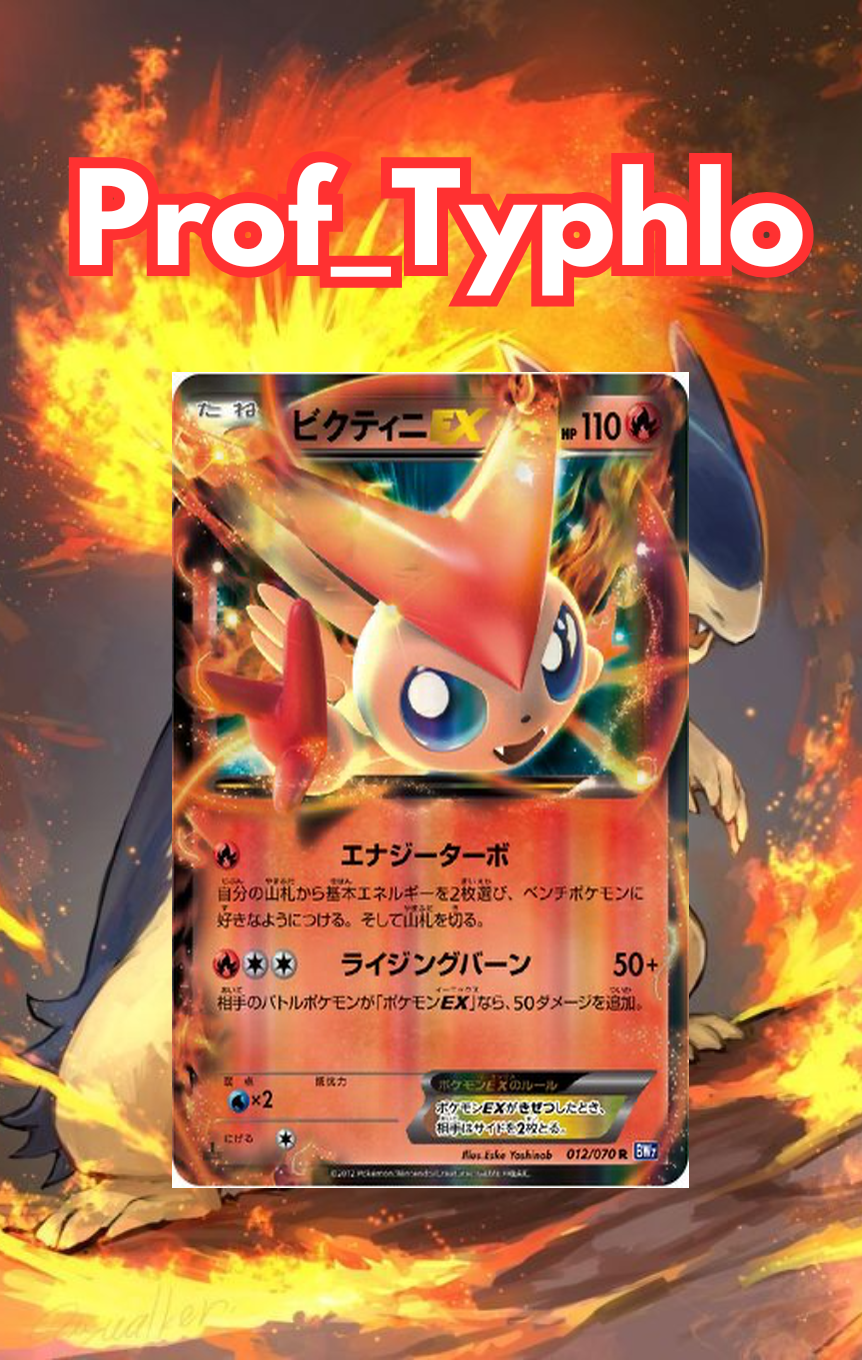 Prof_Typhlo
たね ビクティニEX HP 110
エナジーターボ
自分の山札から基本エネルギーを2枚選び、ベンチポケモンに
好きなようにつける。そして山札を切る。
ライジングバーン 50+
相手のバトルポケモンが「ポケモンEX」なら、50ダメージを追加。
弱点 抵抗力
×2
ポケモンEXのルール
ポケモンEXがきぜつしたとき、
相手はサイドを2枚とる。
にげる
Illus. Eske Yoshinob 012/070 R BW7